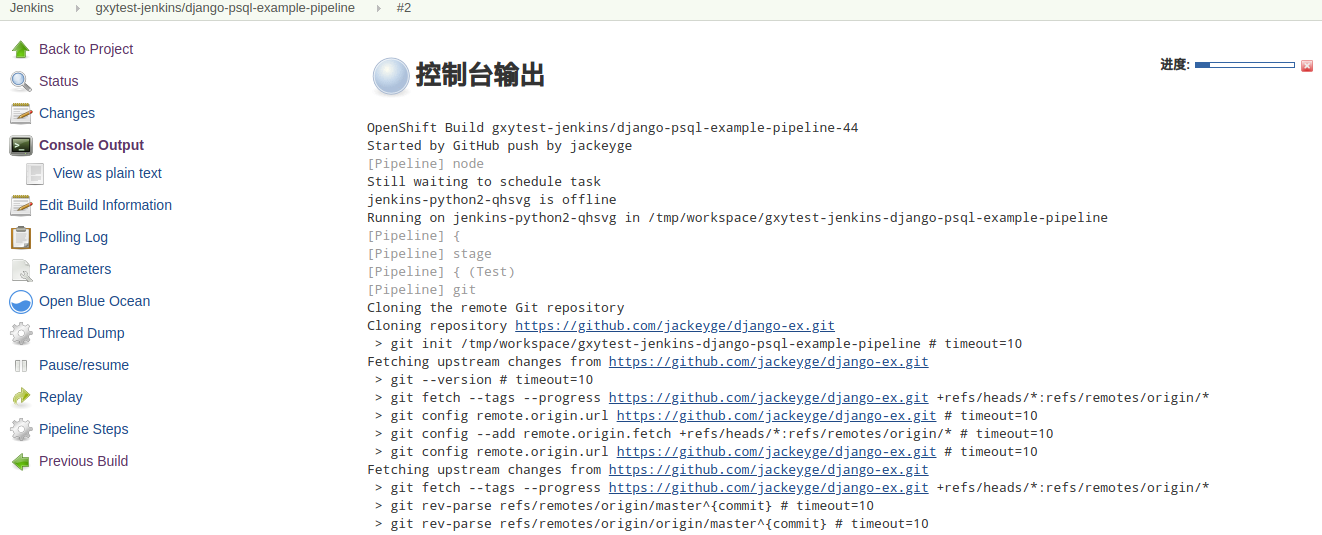 Jenkins gxytest-jenkins/django-psql-example-pipeline #2
Back to Project
Status
Changes
Console Output
View as plain text
Edit Build Information
Polling Log
Parameters
Open Blue Ocean
Thread Dump
Pause/resume
Replay
Pipeline Steps
Previous Build
控制台输出
进度:
OpenShift Build gxytest-jenkins/django-psql-example-pipeline-44
Started by GitHub push by jackeyge
[Pipeline] node
Still waiting to schedule task
jenkins-python2-qhsvg is offline
Running on jenkins-python2-qhsvg in /tmp/workspace/gxytest-jenkins-django-psql-example-pipeline
[Pipeline] {
[Pipeline] stage
[Pipeline] { (Test)
[Pipeline] git
Cloning the remote Git repository
Cloning repository https://github.com/jackeyge/django-ex.git
> git init /tmp/workspace/gxytest-jenkins-django-psql-example-pipeline # timeout=10
Fetching upstream changes from https://github.com/jackeyge/django-ex.git
> git --version # timeout=10
> git fetch --tags --progress https://github.com/jackeyge/django-ex.git +refs/heads/*:refs/remotes/origin/*
> git config remote.origin.url https://github.com/jackeyge/django-ex.git # timeout=10
> git config --add remote.origin.fetch +refs/heads/*:refs/remotes/origin/* # timeout=10
> git config remote.origin.url https://github.com/jackeyge/django-ex.git # timeout=10
Fetching upstream changes from https://github.com/jackeyge/django-ex.git
> git fetch --tags --progress https://github.com/jackeyge/django-ex.git +refs/heads/*:refs/remotes/origin/*
> git rev-parse refs/remotes/origin/master^{commit} # timeout=10
> git rev-parse refs/remotes/origin/origin/master^{commit} # timeout=10